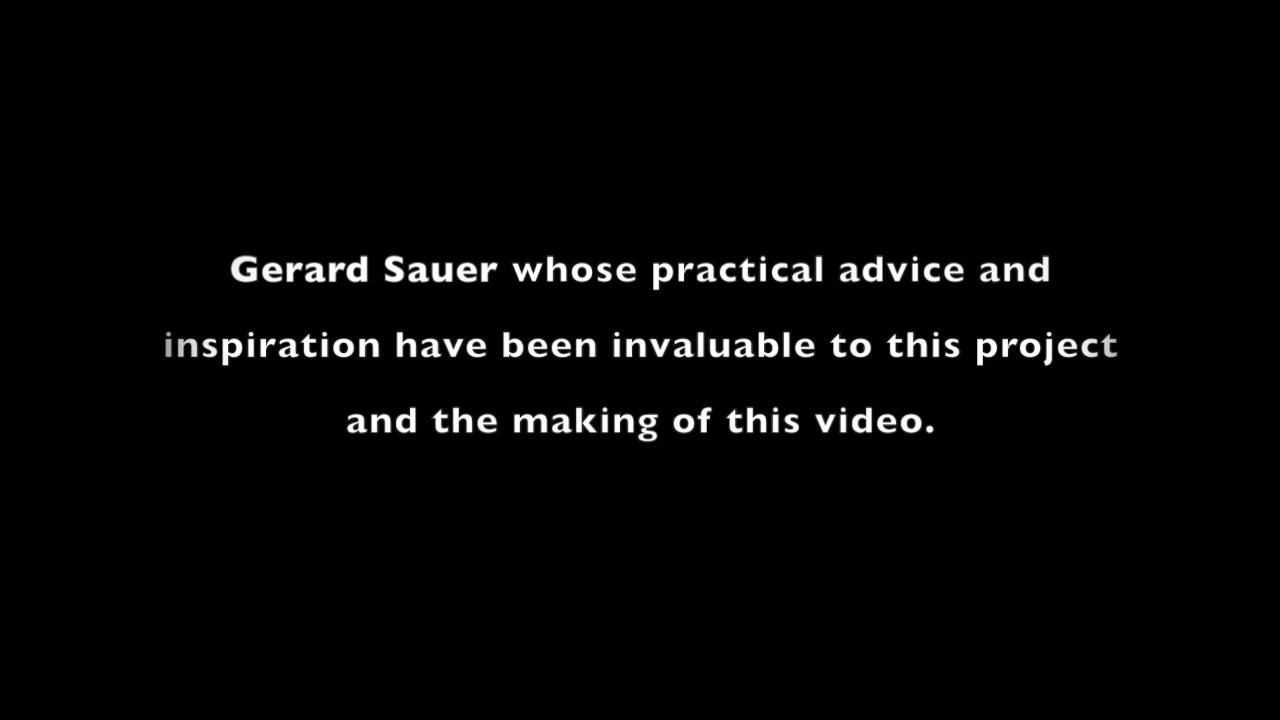 Gerard Sauer whose practical advice and
inspiration have been invaluable to this project
and the making of this video.